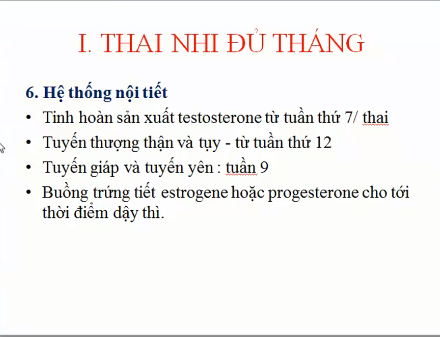 I. THAI NHI ĐỦ THÁNG
6. Hệ thống nội tiết
• Tinh hoàn sản xuất testosterone từ tuần thứ 7/ thai
• Tuyến thượng thận và tụy - từ tuần thứ 12
• Tuyến giáp và tuyến yên : tuần 9
• Buồng trứng tiết estrogene hoặc progesterone cho tới
thời điểm dậy thì.